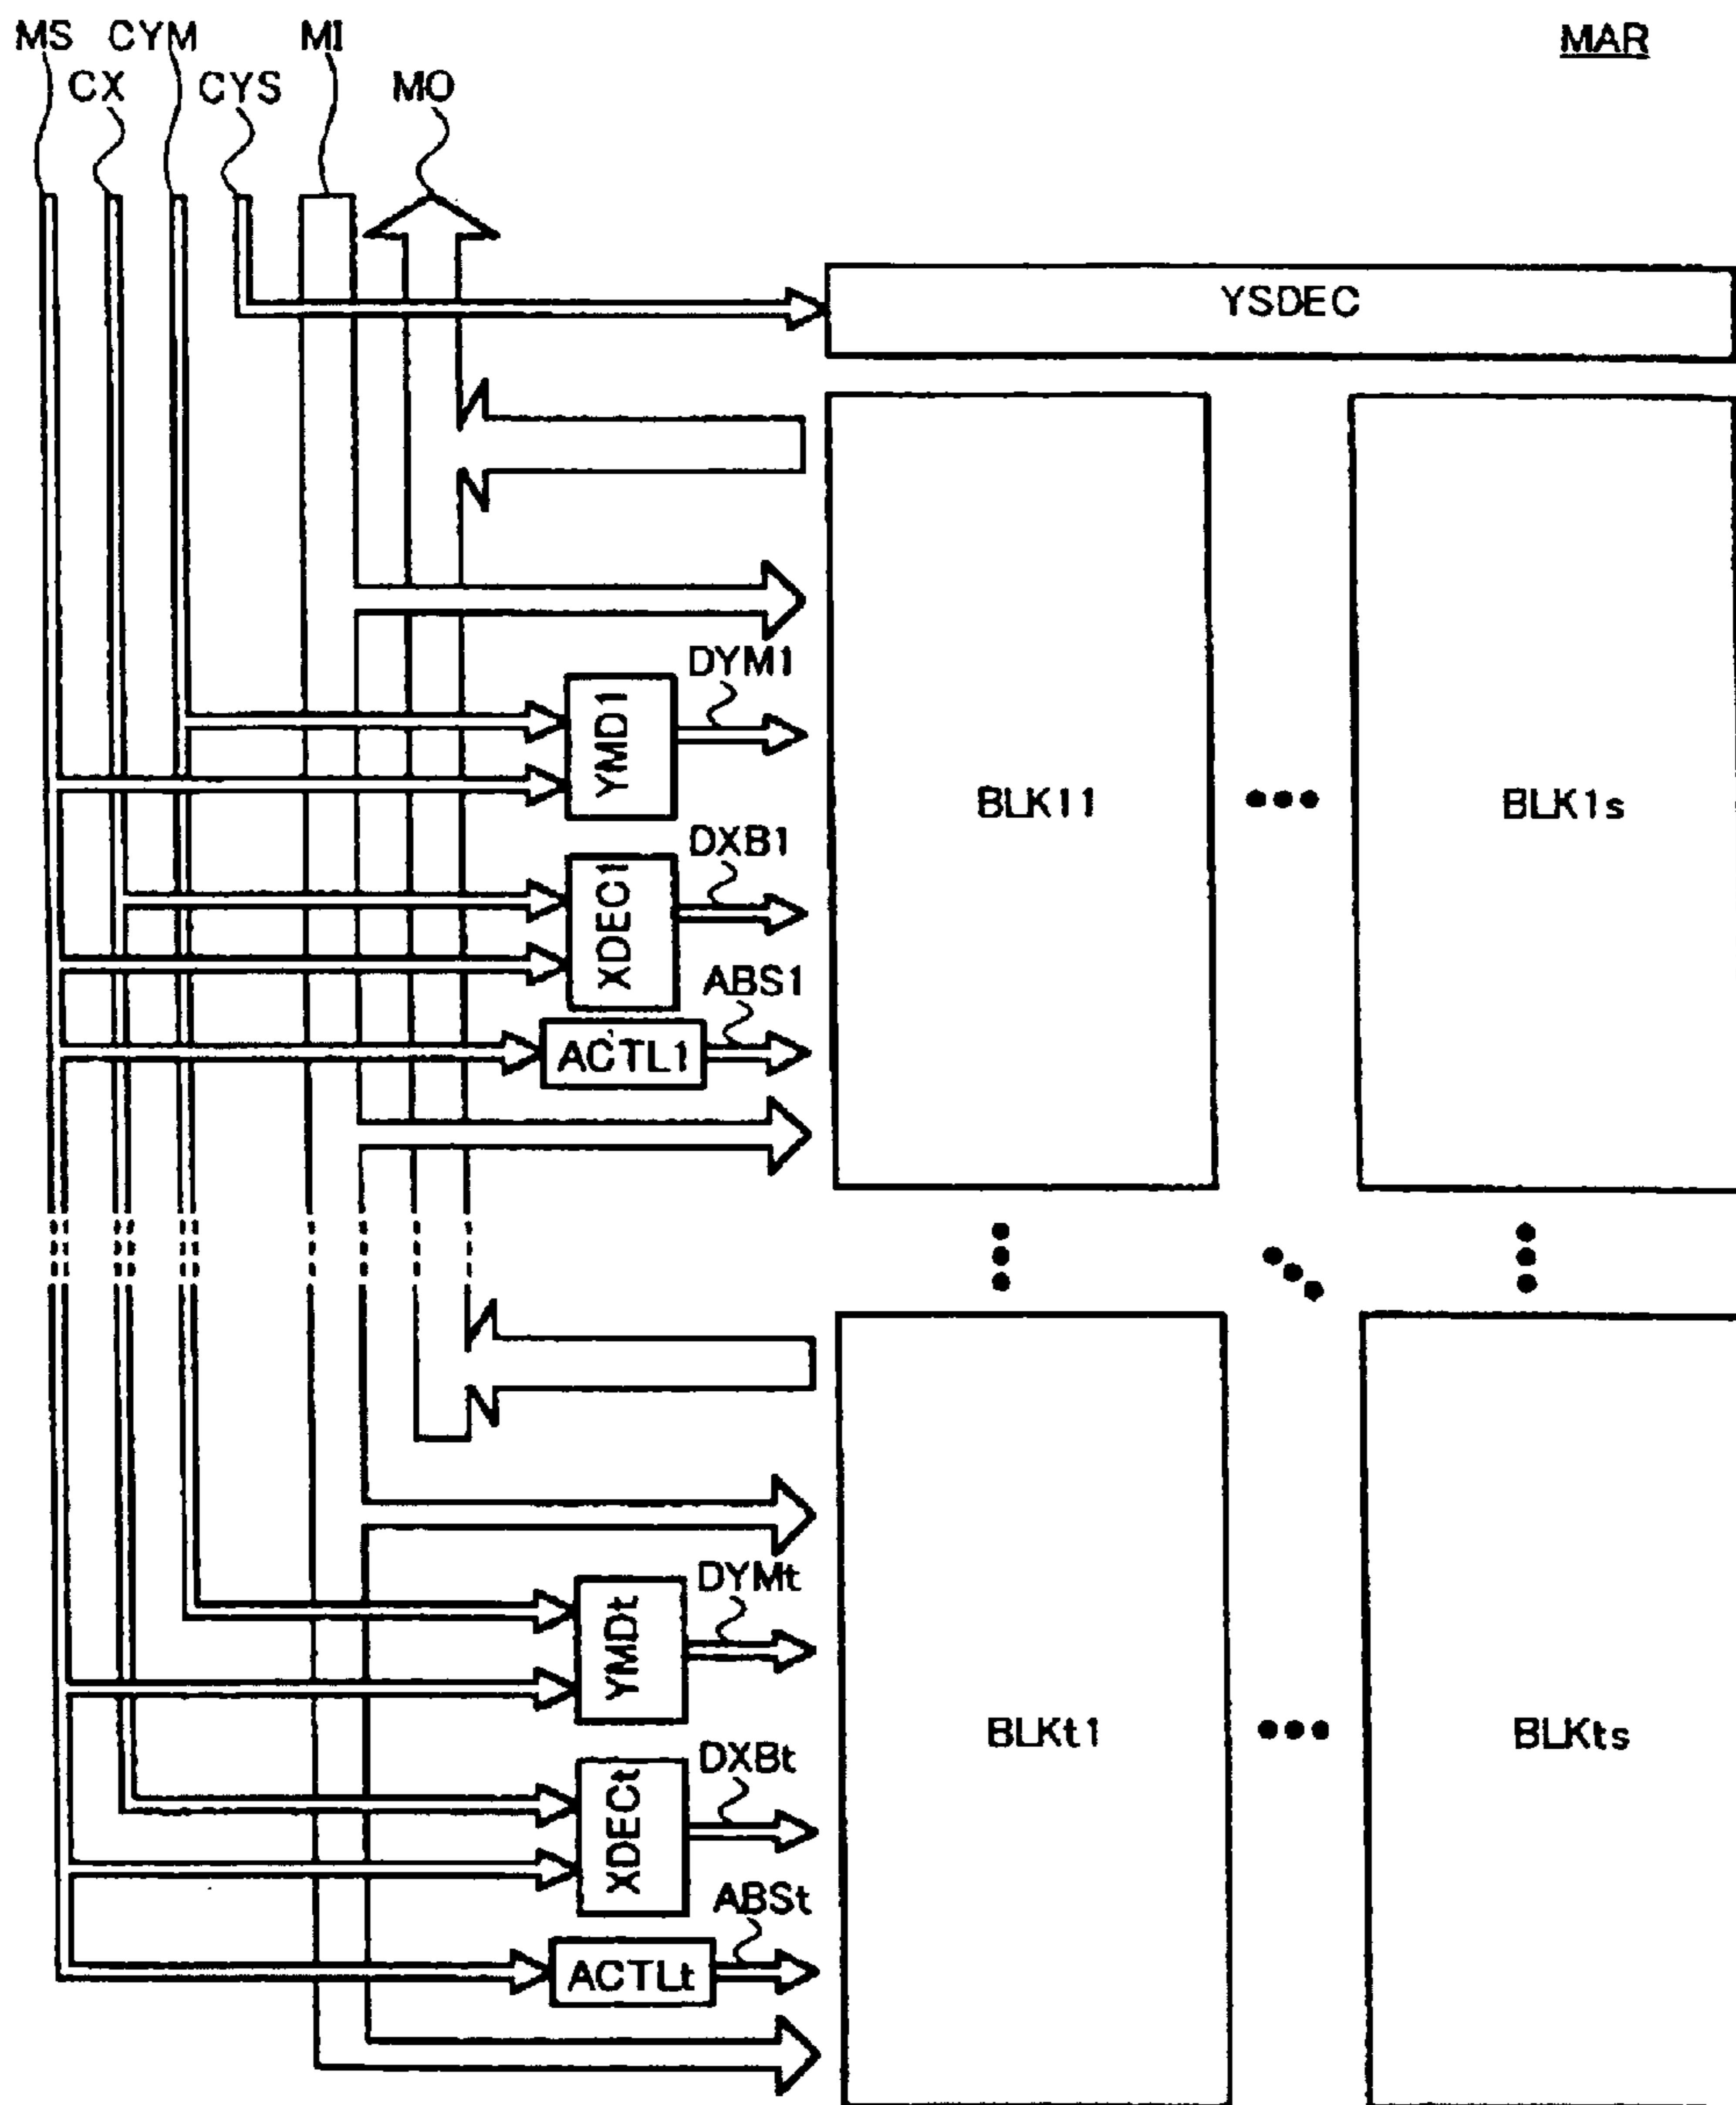 MS CYM MI MAR
CX CYS MO
YSDEC
DYM1
YMD1
BLK11 BLK1s
DXB1
XDEC1
ABS1
ACTL1
DYMt
YMDt
BLKt1 BLKts
DXBt
XDECt
ABSt
ACTLt